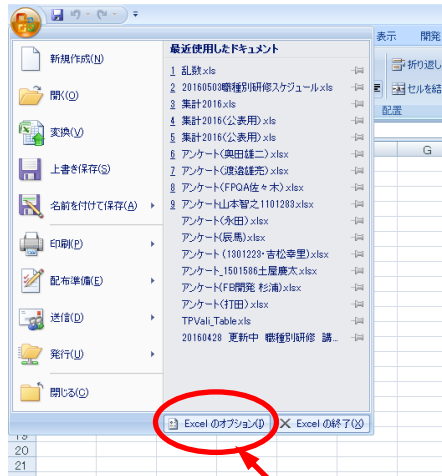 表示 開発
新規作成(N)
開く(O)
変換(V)
上書き保存(S)
名前を付けて保存(A)
印刷(P)
配布準備(E)
送信(D)
発行(U)
閉じる(C)
最近使用したドキュメント
1 乱数.xls
2 20160503職種別研修スケジュール.xls
3 集計2016.xls
4 集計2016(公表用).xls
5 集計2016(公表用).xls
6 アンケート(奥田雄二).xlsx
7 アンケート(渡邉雄亮).xlsx
8 アンケート(FPQA佐々木).xlsx
9 アンケート山本智之1101283.xlsx
アンケート(永田).xlsx
アンケート(辰馬).xlsx
アンケート(1301223・吉松幸里).xlsx
アンケート_1501586土屋慶太.xlsx
アンケート(FB開発 杉浦).xlsx
アンケート(打田).xlsx
TPVali_Table.xls
20160428 更新中 職種別研修 講...
Excel のオプション(I)
Excel の終了(X)
折り返し
セルを結
配置
G
19
20
21